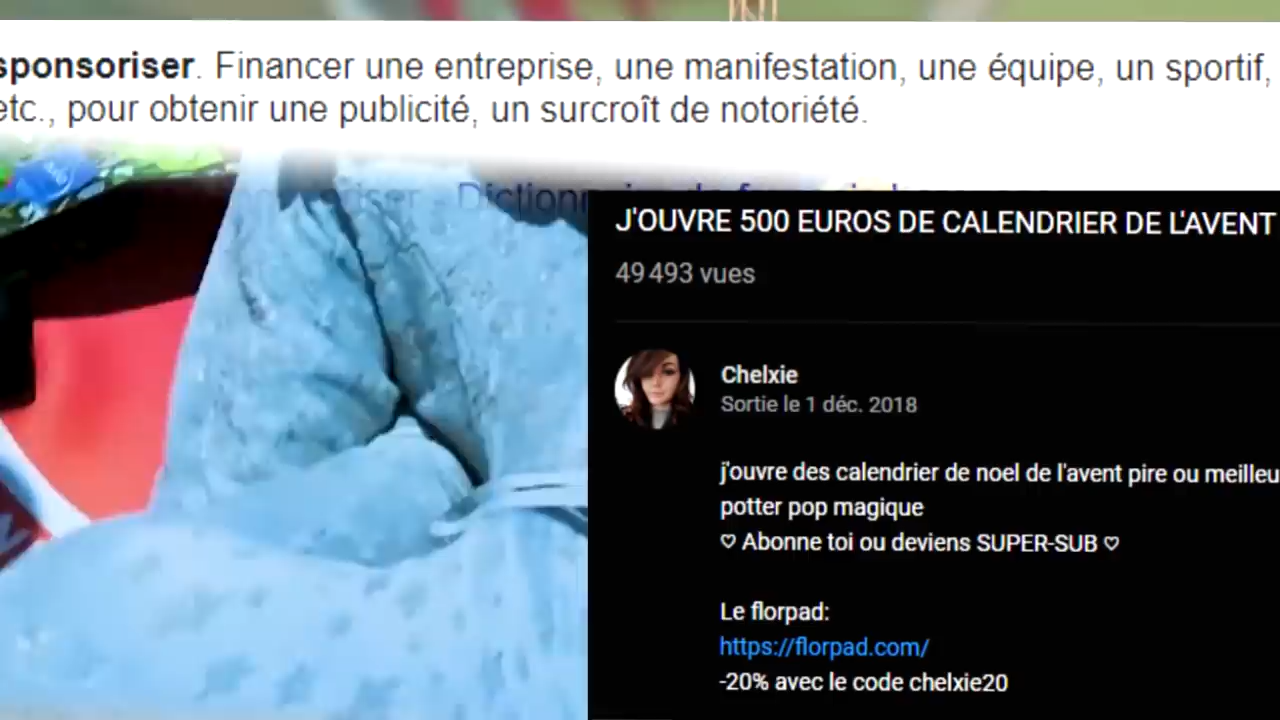 sponsoriser. Financer une entreprise, une manifestation, une équipe, un sportif,
etc., pour obtenir une publicité, un surcroît de notoriété.
J'OUVRE 500 EUROS DE CALENDRIER DE L'AVENT
49 493 vues
Chelxie
Sortie le 1 déc. 2018
j'ouvre des calendrier de noel de l'avent pire ou meilleu
potter pop magique
♡ Abonne toi ou deviens SUPER-SUB ♡
Le florpad:
https://florpad.com/
-20% avec le code chelxie20